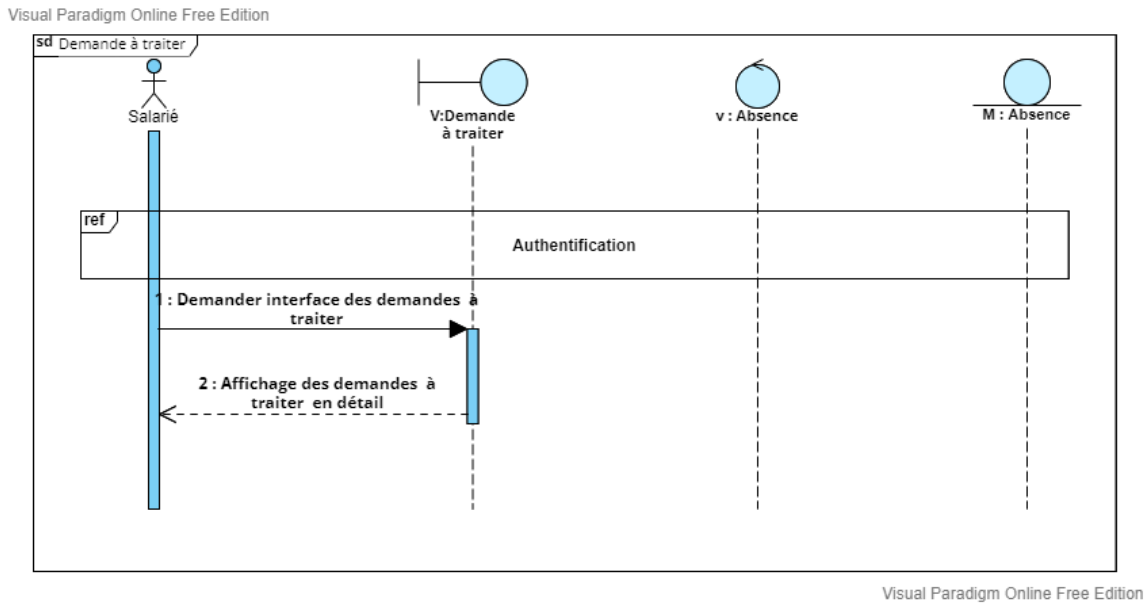 Visual Paradigm Online Free Edition
sd Demande à traiter
Salarié
V:Demande
à traiter
v : Absence
M : Absence
ref
Authentification
1 : Demander interface des demandes à
traiter
2 : Affichage des demandes à
traiter en détail
Visual Paradigm Online Free Edition